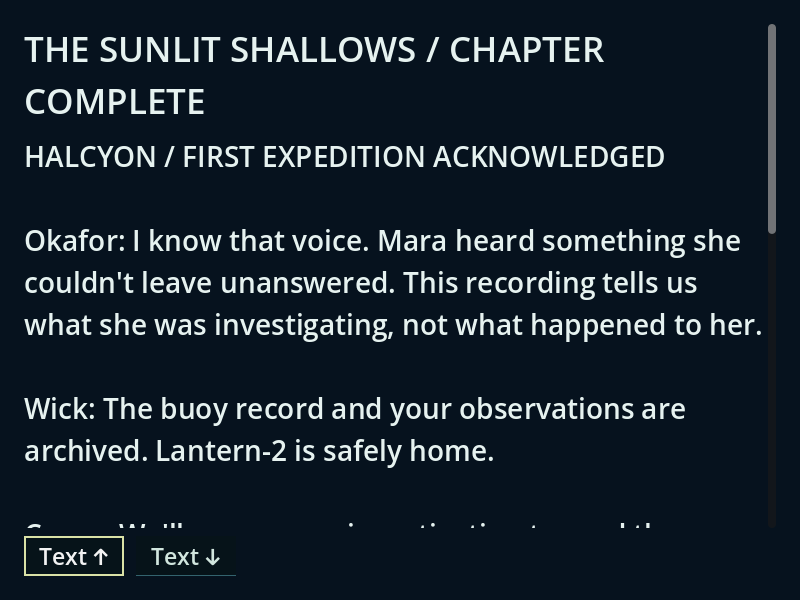 THE SUNLIT SHALLOWS / CHAPTER
COMPLETE
HALCYON / FIRST EXPEDITION ACKNOWLEDGED
Okafor: I know that voice. Mara heard something she
couldn't leave unanswered. This recording tells us
what she was investigating, not what happened to her.
Wick: The buoy record and your observations are
archived. Lantern-2 is safely home.
Text ↑
Text ↓